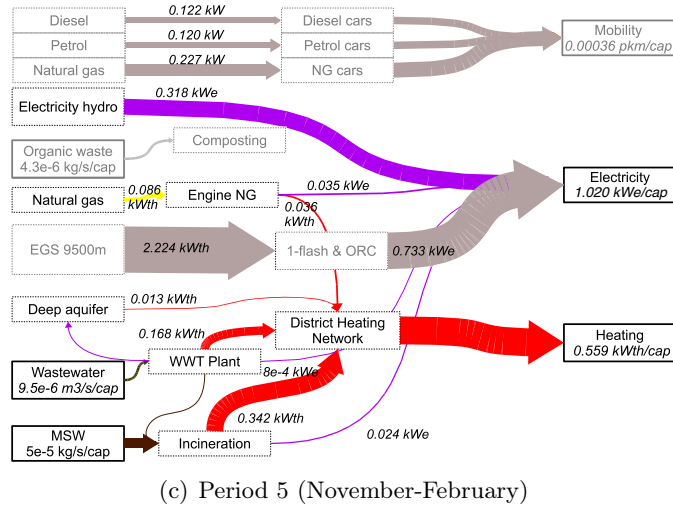 Diesel
0.122 kW
Diesel cars
Petrol
0.120 kW
Petrol cars
Natural gas
0.227 kW
NG cars
Mobility
0.00036 pkm/cap
Electricity hydro
0.318 kWe
Organic waste
4.3e-6 kg/s/cap
Composting
Natural gas
0.086
kWth
Engine NG
0.035 kWe
0.036
kWth
Electricity
1.020 kWe/cap
EGS 9500m
2.224 kWth
1-flash & ORC
0.733 kWe
Deep aquifer
0.013 kWth
0.168 kWth
District Heating
Network
Heating
0.559 kWth/cap
Wastewater
9.5e-6 m3/s/cap
WWT Plant
8e-4 kWe
0.342 kWth
MSW
5e-5 kg/s/cap
Incineration
0.024 kWe
(c) Period 5 (November-February)